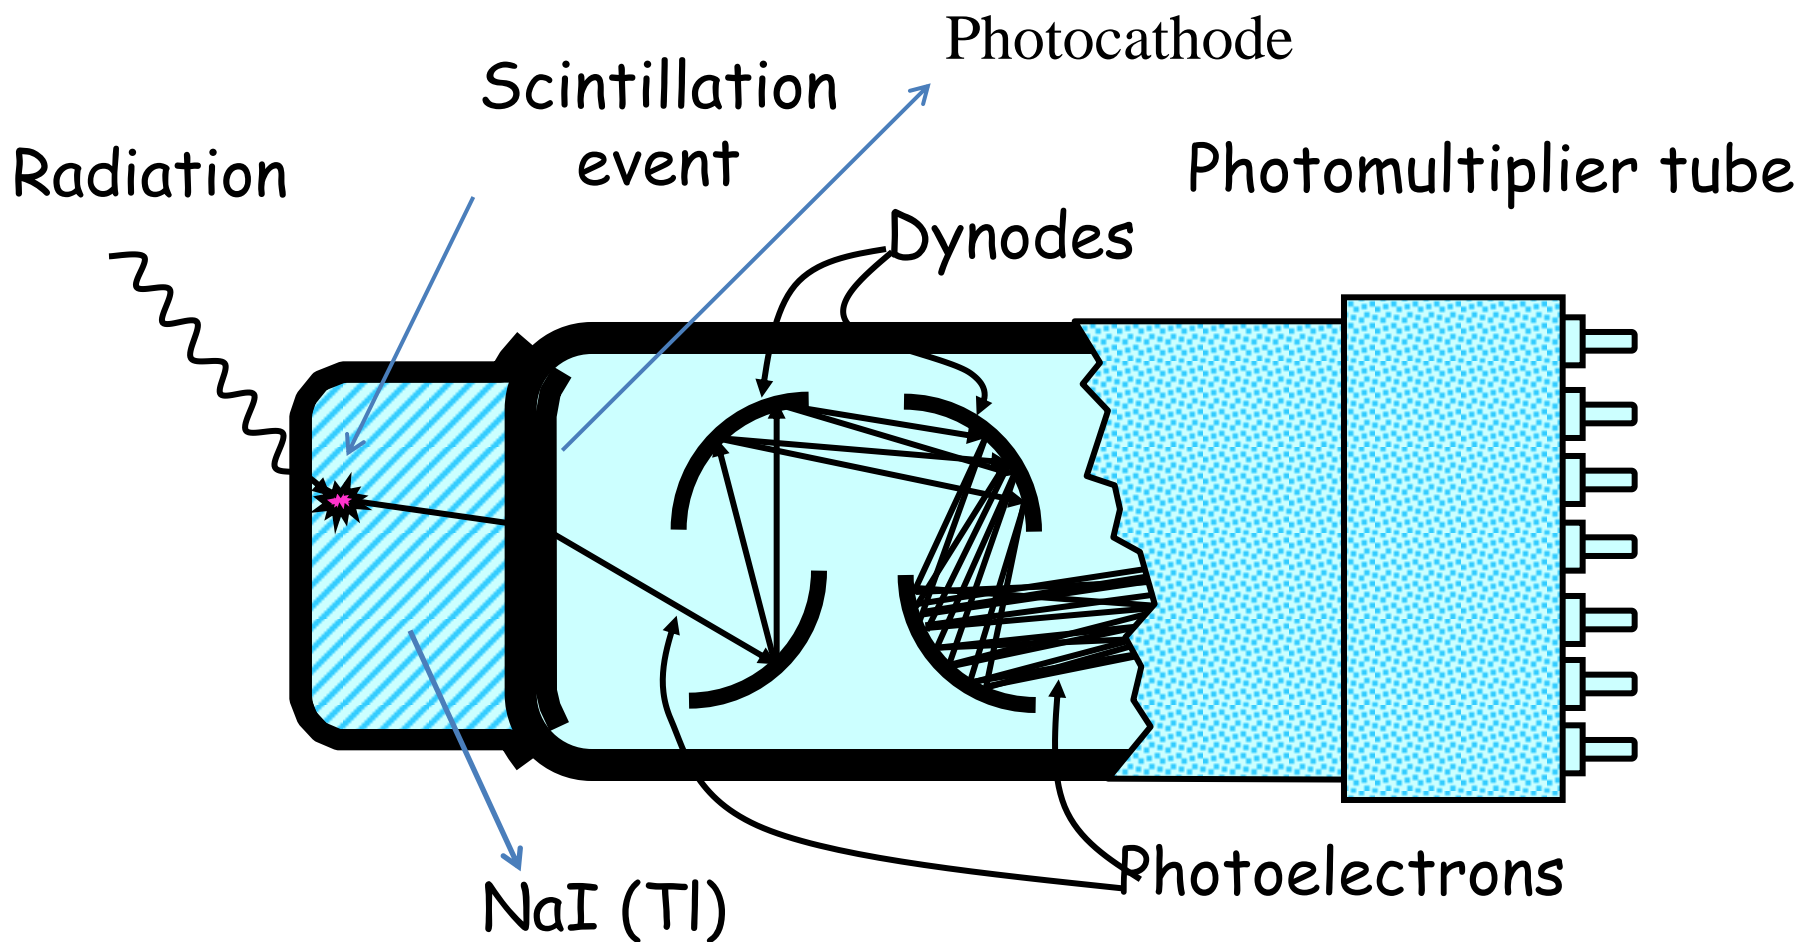 Photocathode
Scintillation
event
Radiation
Photomultiplier tube
Dynodes
Photoelectrons
NaI (Tl)